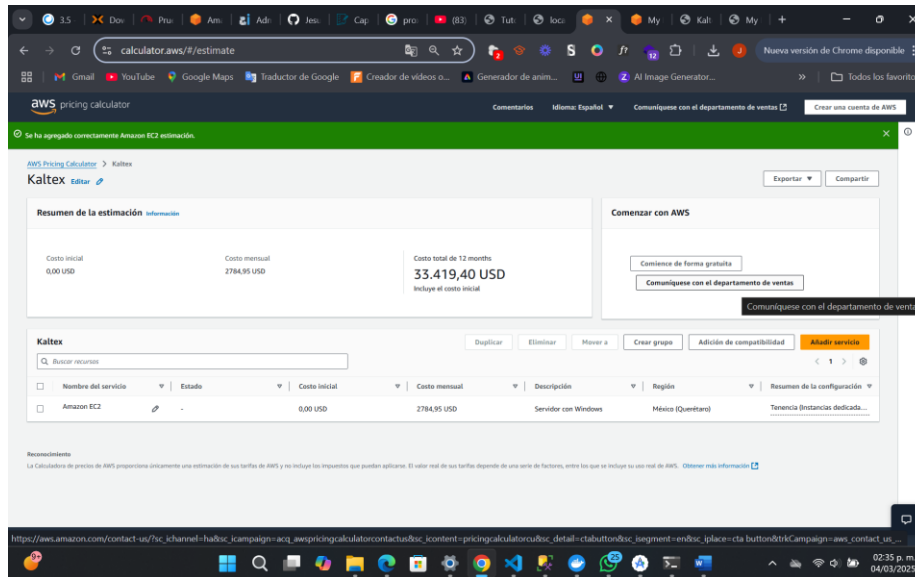 3.5
Dov
Pru
Am
Adn
Jes
Cap
pro
(83)
Tut
loca
My
Kalt
My
calculator.aws/#/estimate
Nueva versión de Chrome disponible
Gmail
YouTube
Google Maps
Traductor de Google
Creador de vídeos o...
Generador de anim...
AI Image Generator...
Todos los favorito
aws pricing calculator
Comentarios
Idioma: Español
Comuníquese con el departamento de ventas
Crear una cuenta de AWS
Se ha agregado correctamente Amazon EC2 estimación.
AWS Pricing Calculator > Kaltex
Kaltex Editar
Exportar
Compartir
Resumen de la estimación Información
Comenzar con AWS
Costo inicial
0,00 USD
Costo mensual
2784,95 USD
Costo total de 12 months
33.419,40 USD
Incluye el costo inicial
Comience de forma gratuita
Comuníquese con el departamento de ventas
Comuníquese con el departamento de venta
Kaltex
Duplicar
Eliminar
Mover a
Crear grupo
Adición de compatibilidad
Añadir servicio
Buscar recursos
< 1 >
Nombre del servicio
Estado
Costo inicial
Costo mensual
Descripción
Región
Resumen de la configuración
Amazon EC2
-
0,00 USD
2784,95 USD
Servidor con Windows
México (Querétaro)
Tenencia (Instancias dedicada...
Reconocimiento
La Calculadora de precios de AWS proporciona únicamente una estimación de sus tarifas de AWS y no incluye los impuestos que puedan aplicarse. El valor real de sus tarifas depende de una serie de factores, entre los que se incluye su uso real de AWS. Obtener más información
https://aws.amazon.com/contact-us/?sc_ichannel=ha&sc_icampaign=acq_awspricingcalculatorcontactus&sc_icontent=pricingcalculatorcu&sc_detail=ctabutton&sc_isegment=en&sc_iplace=cta button&trkCampaign=aws_contact_us_...
25
02:35 p. m.
04/03/2025